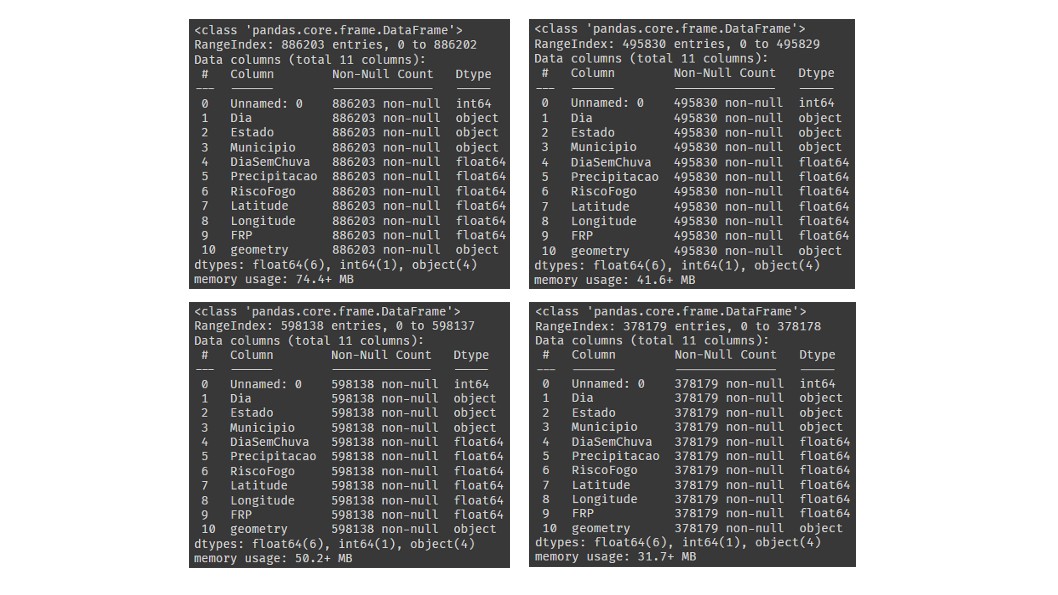 <class 'pandas.core.frame.DataFrame'>
RangeIndex: 886203 entries, 0 to 886202
Data columns (total 11 columns):
# Column Non-Null Count Dtype
--- ------ -------------- -----
0 Unnamed: 0 886203 non-null int64
1 Dia 886203 non-null object
2 Estado 886203 non-null object
3 Municipio 886203 non-null object
4 DiaSemChuva 886203 non-null float64
5 Precipitacao 886203 non-null float64
6 RiscoFogo 886203 non-null float64
7 Latitude 886203 non-null float64
8 Longitude 886203 non-null float64
9 FRP 886203 non-null float64
10 geometry 886203 non-null object
dtypes: float64(6), int64(1), object(4)
memory usage: 74.4+ MB
<class 'pandas.core.frame.DataFrame'>
RangeIndex: 495830 entries, 0 to 495829
Data columns (total 11 columns):
# Column Non-Null Count Dtype
--- ------ -------------- -----
0 Unnamed: 0 495830 non-null int64
1 Dia 495830 non-null object
2 Estado 495830 non-null object
3 Municipio 495830 non-null object
4 DiaSemChuva 495830 non-null float64
5 Precipitacao 495830 non-null float64
6 RiscoFogo 495830 non-null float64
7 Latitude 495830 non-null float64
8 Longitude 495830 non-null float64
9 FRP 495830 non-null float64
10 geometry 495830 non-null object
dtypes: float64(6), int64(1), object(4)
memory usage: 41.6+ MB
<class 'pandas.core.frame.DataFrame'>
RangeIndex: 598138 entries, 0 to 598137
Data columns (total 11 columns):
# Column Non-Null Count Dtype
--- ------ -------------- -----
0 Unnamed: 0 598138 non-null int64
1 Dia 598138 non-null object
2 Estado 598138 non-null object
3 Municipio 598138 non-null object
4 DiaSemChuva 598138 non-null float64
5 Precipitacao 598138 non-null float64
6 RiscoFogo 598138 non-null float64
7 Latitude 598138 non-null float64
8 Longitude 598138 non-null float64
9 FRP 598138 non-null float64
10 geometry 598138 non-null object
dtypes: float64(6), int64(1), object(4)
memory usage: 50.2+ MB
<class 'pandas.core.frame.DataFrame'>
RangeIndex: 378179 entries, 0 to 378178
Data columns (total 11 columns):
# Column Non-Null Count Dtype
--- ------ -------------- -----
0 Unnamed: 0 378179 non-null int64
1 Dia 378179 non-null object
2 Estado 378179 non-null object
3 Municipio 378179 non-null object
4 DiaSemChuva 378179 non-null float64
5 Precipitacao 378179 non-null float64
6 RiscoFogo 378179 non-null float64
7 Latitude 378179 non-null float64
8 Longitude 378179 non-null float64
9 FRP 378179 non-null float64
10 geometry 378179 non-null object
dtypes: float64(6), int64(1), object(4)
memory usage: 31.7+ MB